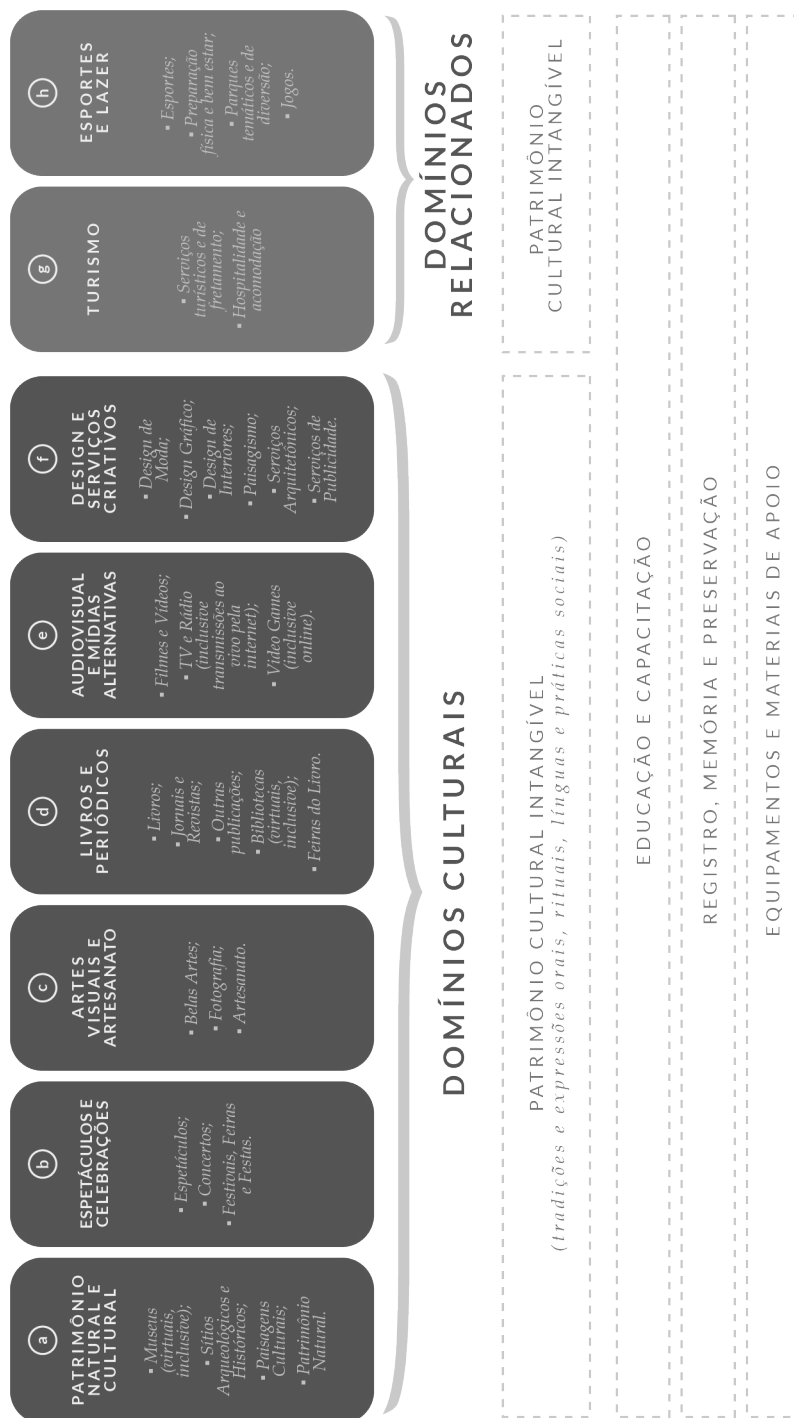 a
PATRIMÔNIO
NATURAL E
CULTURAL
▪ Museus
(virtuais,
inclusive);
▪ Sítios
Arqueológicos e
Históricos;
▪ Paisagens
Culturais;
▪ Patrimônio
Natural.
b
ESPETÁCULOS E
CELEBRAÇÕES
▪ Espetáculos;
▪ Concertos;
▪ Festivais, Feiras
e Festas.
c
ARTES
VISUAIS E
ARTESANATO
▪ Belas Artes;
▪ Fotografia;
▪ Artesanato.
d
LIVROS E
PERIÓDICOS
▪ Livros;
▪ Jornais e
Revistas;
▪ Outras
publicações;
▪ Bibliotecas
(virtuais,
inclusive);
▪ Feiras do Livro.
e
AUDIOVISUAL
E MÍDIAS
ALTERNATIVAS
▪ Filmes e Vídeos;
▪ TV e Rádio
(inclusive
transmissões ao
vivo pela
internet);
▪ Video Games
(inclusive
online).
f
DESIGN E
SERVIÇOS
CRIATIVOS
▪ Design de
Moda;
▪ Design Gráfico;
▪ Design de
Interiores;
▪ Paisagismo;
▪ Serviços
Arquitetônicos;
▪ Serviços de
Publicidade.
g
TURISMO
▪ Serviços
turísticos e de
fretamento;
▪ Hospitalidade e
acomodação
h
ESPORTES
E LAZER
▪ Esportes;
▪ Preparação
física e bem estar;
▪ Parques
temáticos e de
diversão;
▪ Jogos.
DOMÍNIOS CULTURAIS
DOMÍNIOS
RELACIONADOS
PATRIMÔNIO CULTURAL INTANGÍVEL
(tradições e expressões orais, rituais, línguas e práticas sociais)
PATRIMÔNIO
CULTURAL INTANGÍVEL
EDUCAÇÃO E CAPACITAÇÃO
REGISTRO, MEMÓRIA E PRESERVAÇÃO
EQUIPAMENTOS E MATERIAIS DE APOIO